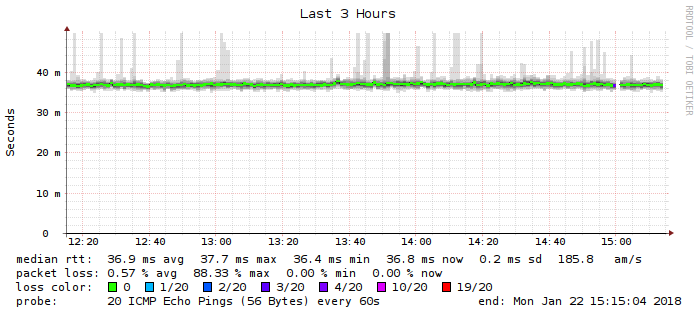 Last 3 Hours
RRDTOOL / TOBI OETIKER
Seconds
40 m
30 m
20 m
10 m
0
12:20 12:40 13:00 13:20 13:40 14:00 14:20 14:40 15:00
median rtt: 36.9 ms avg 37.7 ms max 36.4 ms min 36.8 ms now 0.2 ms sd 185.8 am/s
packet loss: 0.57 % avg 88.33 % max 0.00 % min 0.00 % now
loss color: 0 1/20 2/20 3/20 4/20 10/20 19/20
probe: 20 ICMP Echo Pings (56 Bytes) every 60s end: Mon Jan 22 15:15:04 2018